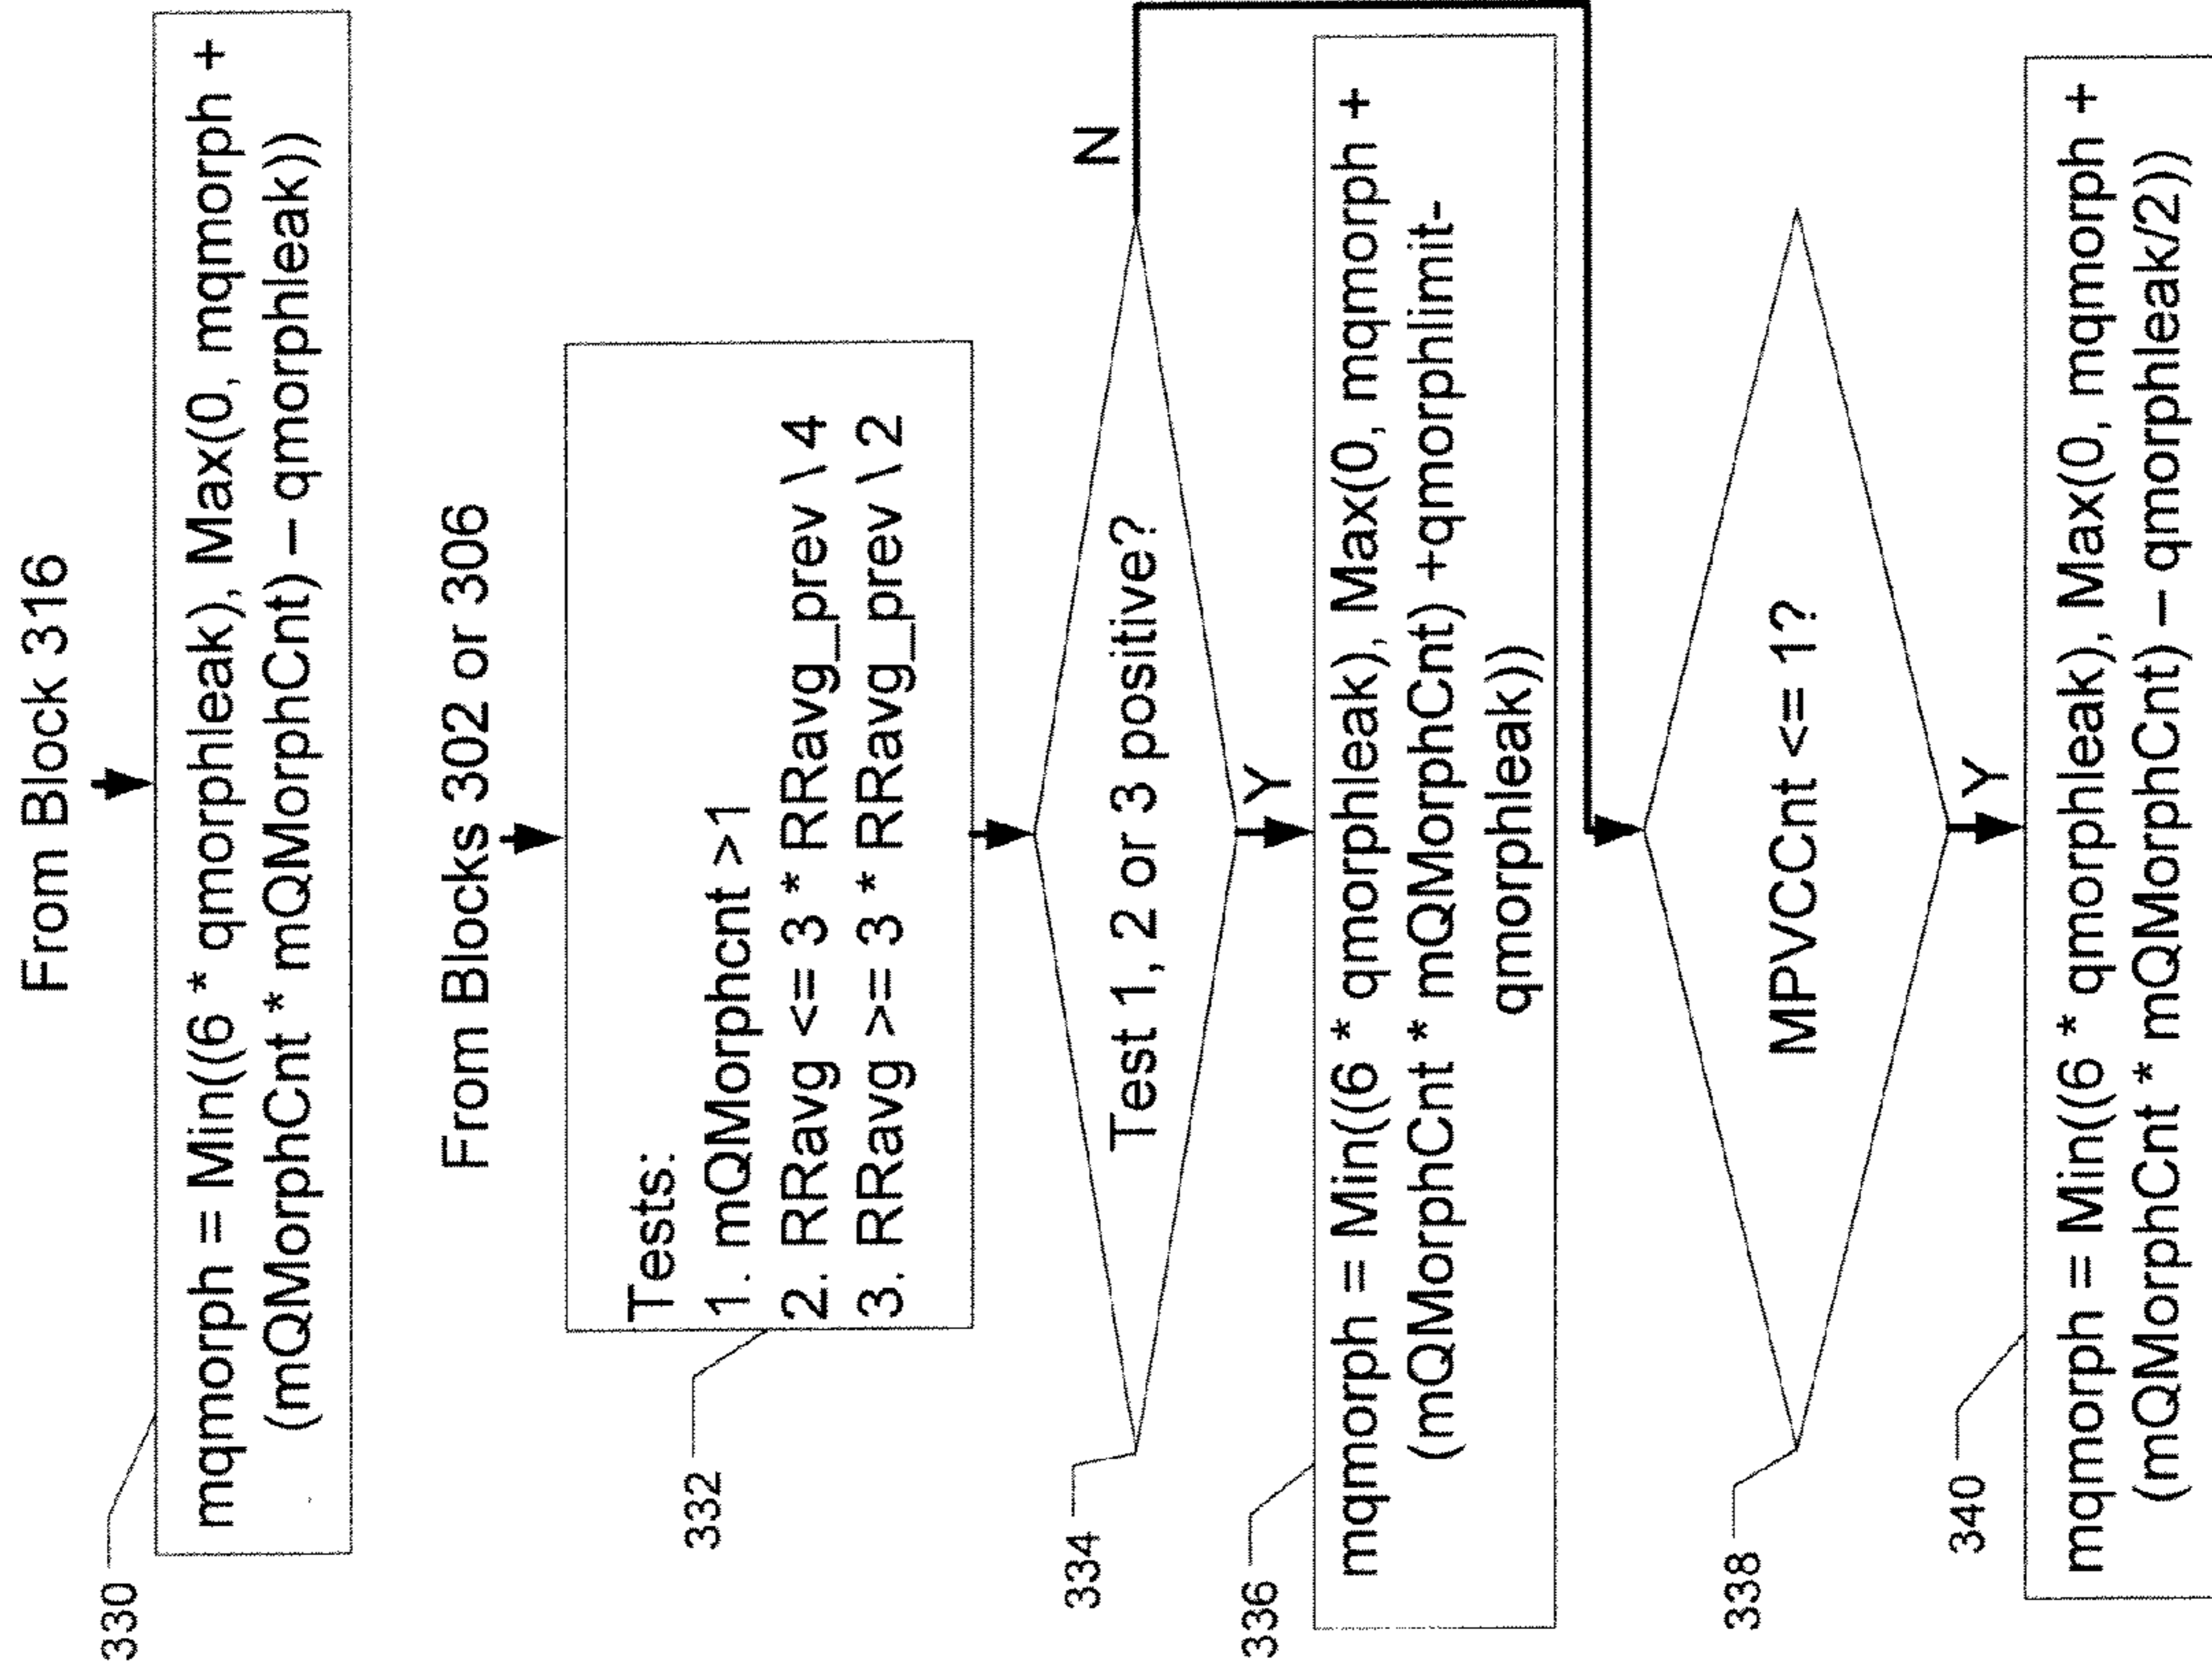 From Block 316
330
mqmorph = Min((6 * qmorphleak), Max(0, mqmorph +
(mQMorphCnt * mQMorphCnt) – qmorphleak))
From Blocks 302 or 306
332
Tests:
1. mQMorphcnt >1
2. RRavg <= 3 * RRavg_prev \ 4
3. RRavg >= 3 * RRavg_prev \ 2
334
Test 1, 2 or 3 positive?
N
Y
336
mqmorph = Min((6 * qmorphleak), Max(0, mqmorph +
(mQMorphCnt * mQMorphCnt) +qmorphlimit-
qmorphleak))
338
MPVCCnt <= 1?
Y
340
mqmorph = Min((6 * qmorphleak), Max(0, mqmorph +
(mQMorphCnt * mQMorphCnt) – qmorphleak/2))